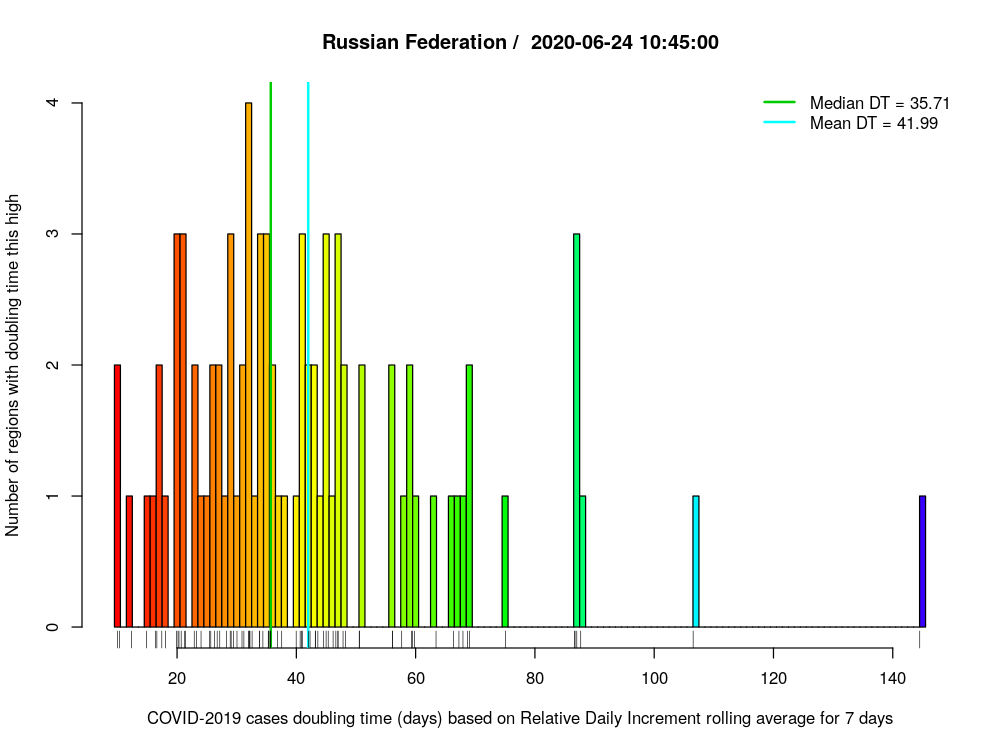 Russian Federation /  2020-06-24 10:45:00
Median DT = 35.71
Mean DT = 41.99
Number of regions with doubling time this high
4
3
2
1
0
20 40 60 80 100 120 140
COVID-2019 cases doubling time (days) based on Relative Daily Increment rolling average for 7 days